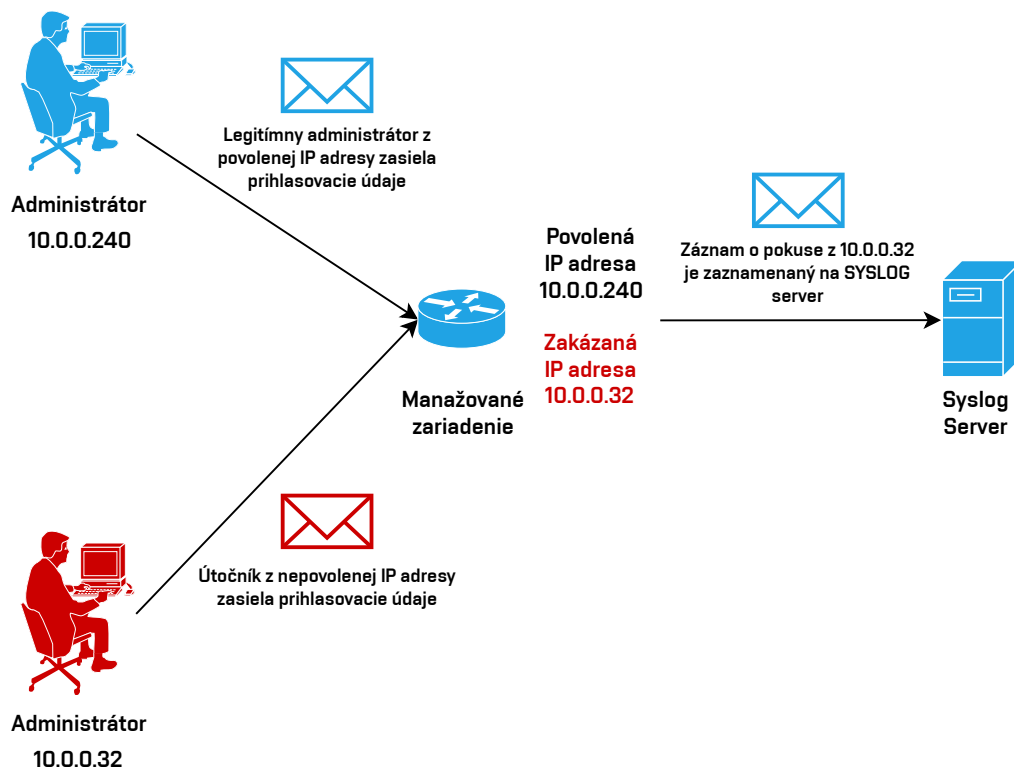 Legitímny administrátor z
povolenej IP adresy zasiela
prihlasovacie údaje
Administrátor
10.0.0.240
Povolená
IP adresa
10.0.0.240
Zakázaná
IP adresa
10.0.0.32
Záznam o pokuse z 10.0.0.32
je zaznamenaný na SYSLOG
server
Manažované
zariadenie
Syslog
Server
Útočník z nepovolenej IP adresy
zasiela prihlasovacie údaje
Administrátor
10.0.0.32